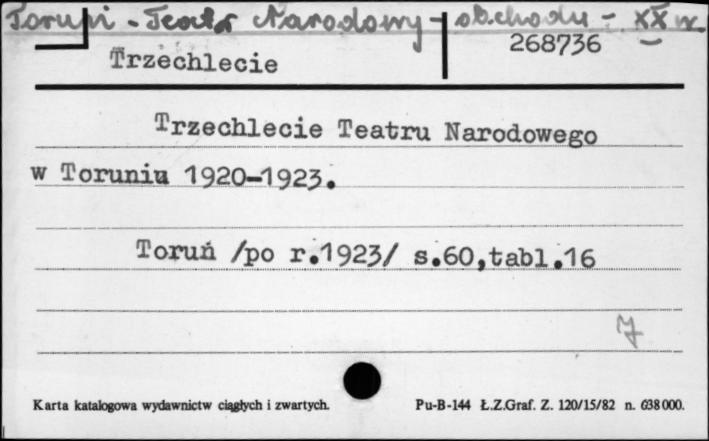 Toruń - Teatr Narodowy - obchodu - XX w.
268736
Trzechlecie
Trzechlecie Teatru Narodowego
w Toruniu 1920-1923.
Toruń /po r.1923/ s.60,tabl.16
Karta katalogowa wydawnictw ciągłych i zwartych.
Pu-B-144 Ł.Z.Graf. Z. 120/15/82 n. 638000.